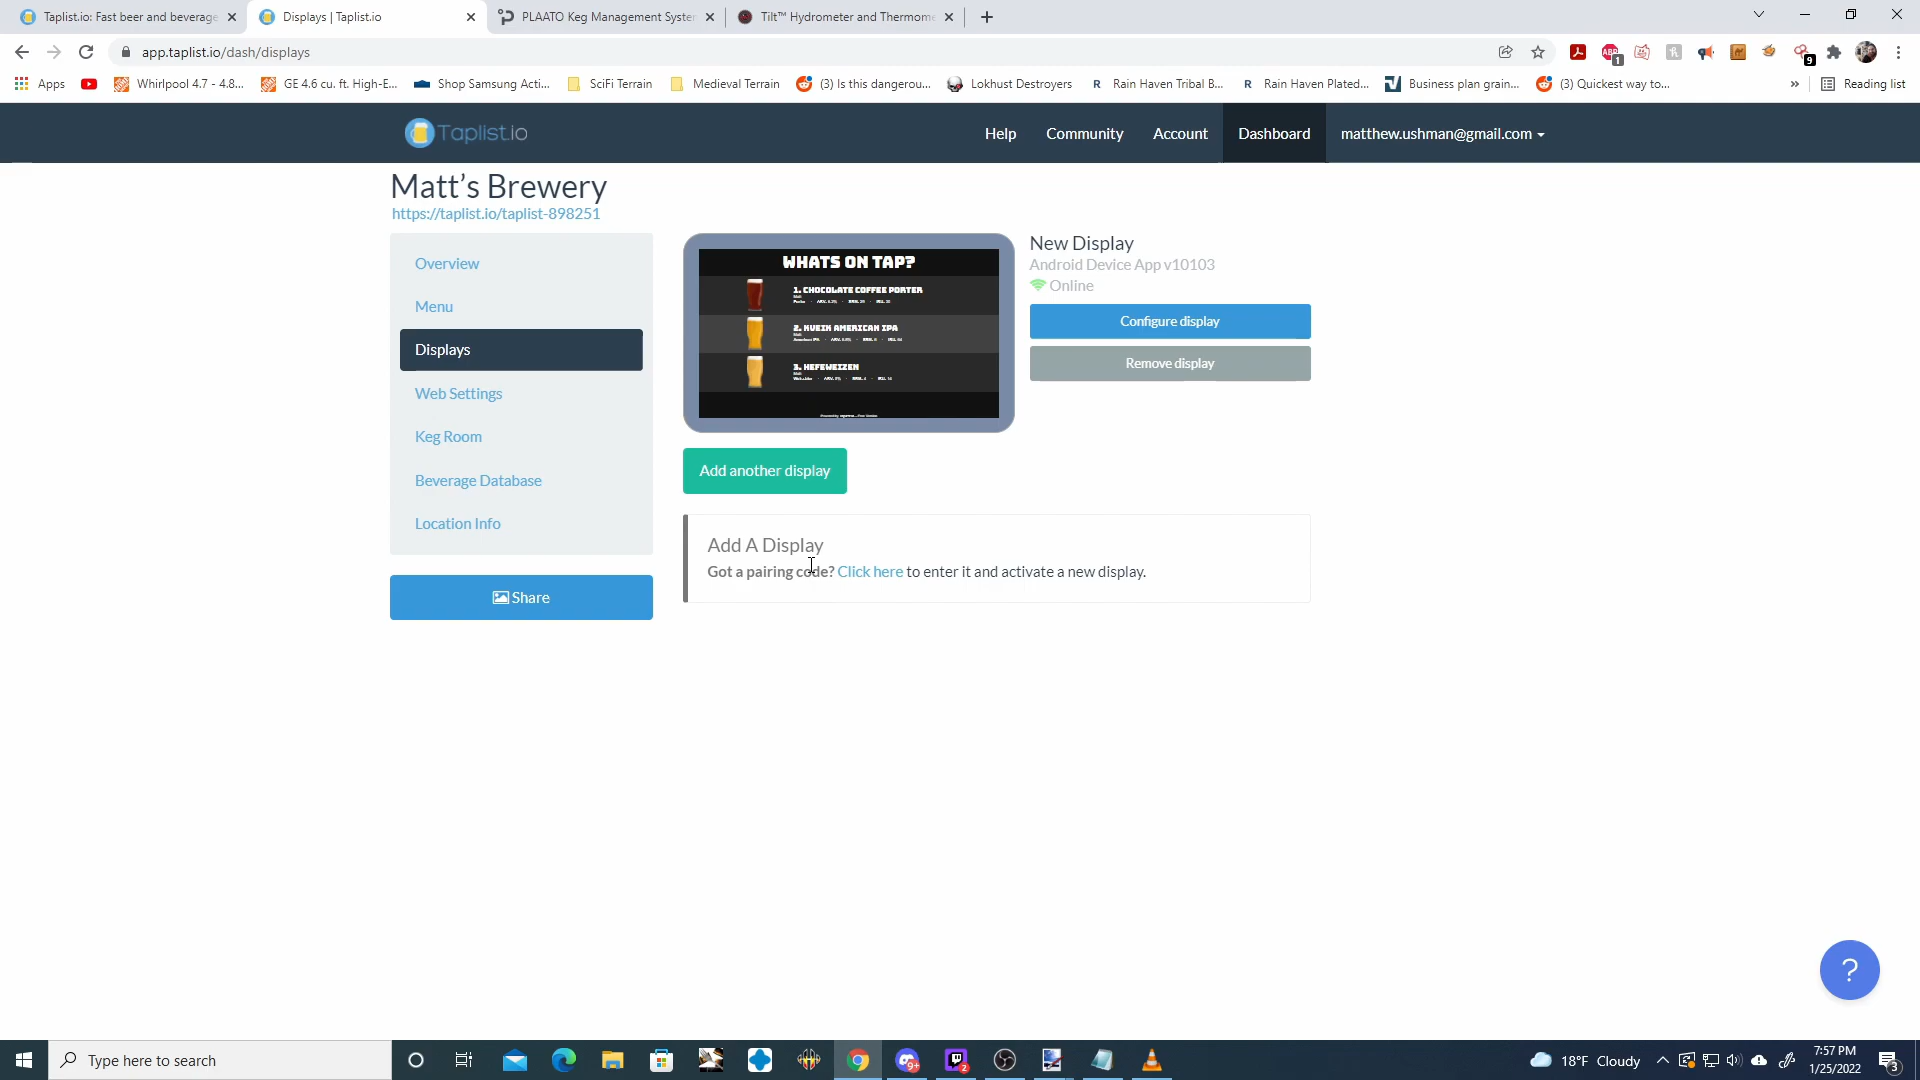 Taplist.io: Fast beer and beverage
Displays | Taplist.io
PLAATO Keg Management Syste
Tilt™ Hydrometer and Thermome
app.taplist.io/dash/displays
ABP
1
9
Apps
Whirlpool 4.7 - 4.8...
GE 4.6 cu. ft. High-E...
Shop Samsung Acti...
SciFi Terrain
Medieval Terrain
(3) Is this dangerou...
Lokhust Destroyers
R Rain Haven Tribal B...
R Rain Haven Plated...
Business plan grain...
(3) Quickest way to...
»
Reading list
Taplist.io
Help
Community
Account
Dashboard
matthew.ushman@gmail.com
Matt's Brewery
https://taplist.io/taplist-898251
Overview
Menu
Displays
Web Settings
Keg Room
Beverage Database
Location Info
Share
WHATS ON TAP?
1. CHOCOLATE COFFEE PORTER
2. KVEIK AMERICAN IPA
3. HEFEWEIZEN
New Display
Android Device App v10103
Online
Configure display
Remove display
Add another display
Add A Display
Got a pairing code? Click here to enter it and activate a new display.
?
Type here to search
9+
2
18°F Cloudy
7:57 PM
1/25/2022
3